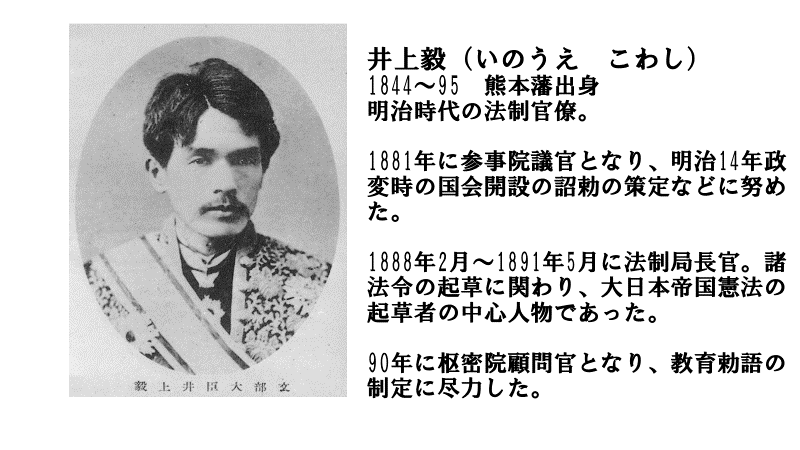 井上毅（いのうえ　こわし）
1844～95　熊本藩出身
明治時代の法制官僚。
1881年に参事院議官となり、明治14年政
変時の国会開設の詔勅の策定などに努め
た。
1888年2月～1891年5月に法制局長官。諸
法令の起草に関わり、大日本帝国憲法の
起草者の中心人物であった。
90年に枢密院顧問官となり、教育勅語の
制定に尽力した。
毅上井臣大部文